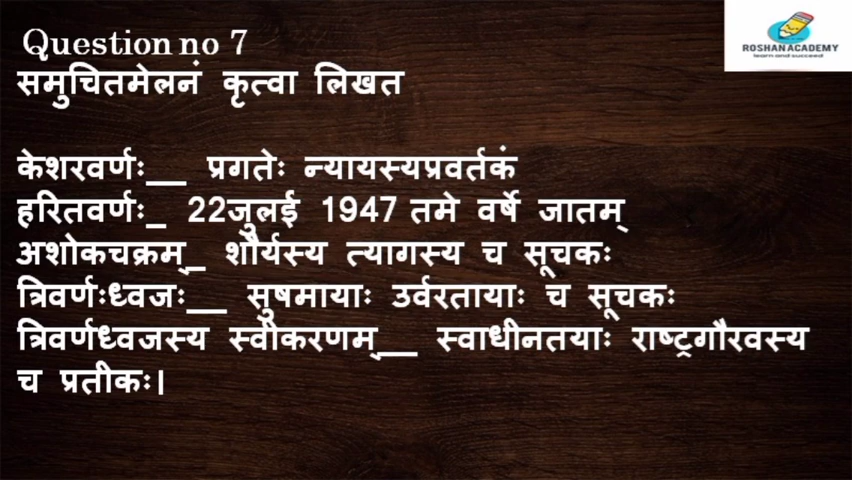 Question no 7
ROSHAN ACADEMY
समुचितमेलनं कृत्वा लिखत
केशरवर्णः__ प्रगतेः न्यायस्यप्रवर्तकं
हरितवर्णः_ 22जुलई 1947 तमे वर्षे जातम्
अशोकचक्रम्_ शौर्यस्य त्यागस्य च सूचकः
त्रिवर्णःध्वजः__ सुषमायाः उर्वरतायाः च सूचकः
त्रिवर्णध्वजस्य स्वीकरणम्__ स्वाधीनतयाः राष्ट्रगौरवस्य
च प्रतीकः।